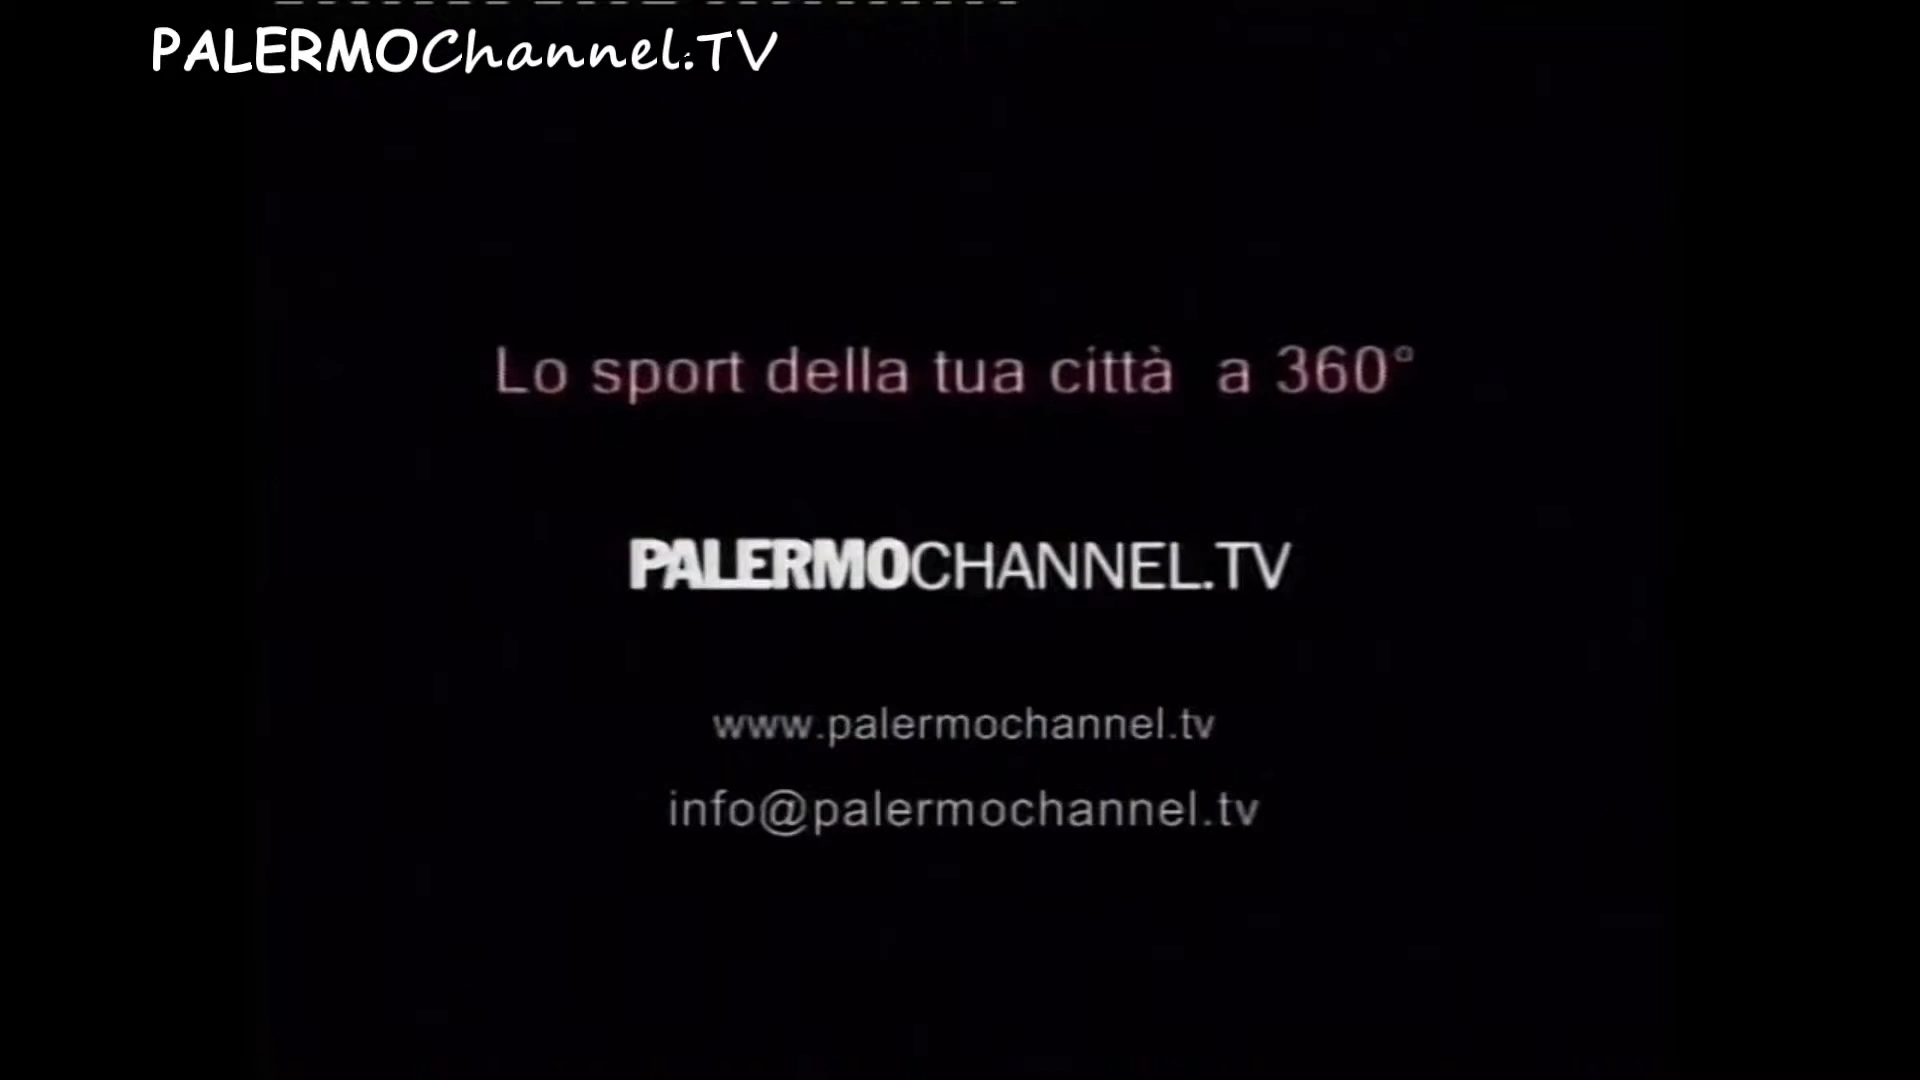 PALERMOChannel.TV
Lo sport della tua città a 360°
PALERMOCHANNEL.TV
www.palermochannel.tv
info@palermochannel.tv